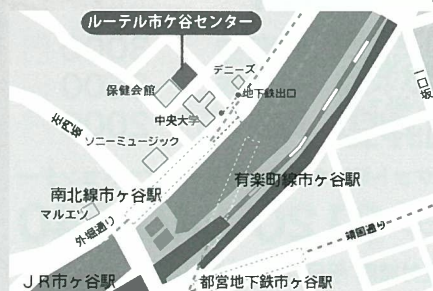 ルーテル市ケ谷センター
デニーズ
保健会館
地下鉄出口
一口坂
中央大学
左内坂
ソニーミュージック
有楽町線市ケ谷駅
南北線市ケ谷駅
マルエツ
外堀通り
靖国通り
JR市ケ谷駅
都営地下鉄市ケ谷駅